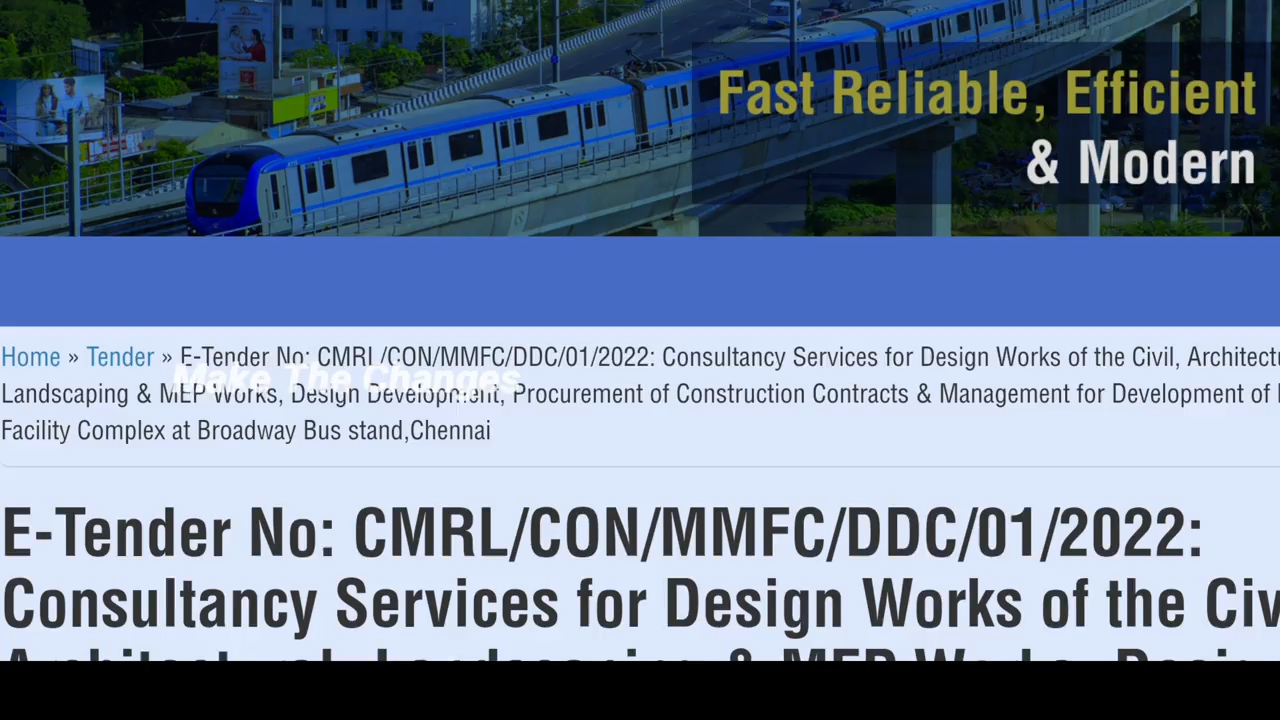 Fast Reliable, Efficient
& Modern
Home » Tender » E-Tender No: CMRL/CON/MMFC/DDC/01/2022: Consultancy Services for Design Works of the Civil,
Make The Changes
Landscaping & MEP Works, Design Development, Procurement of Construction Contracts & Management for Development of
Facility Complex at Broadway Bus stand,Chennai
E-Tender No: CMRL/CON/MMFC/DDC/01/2022:
Consultancy Services for Design Works of the